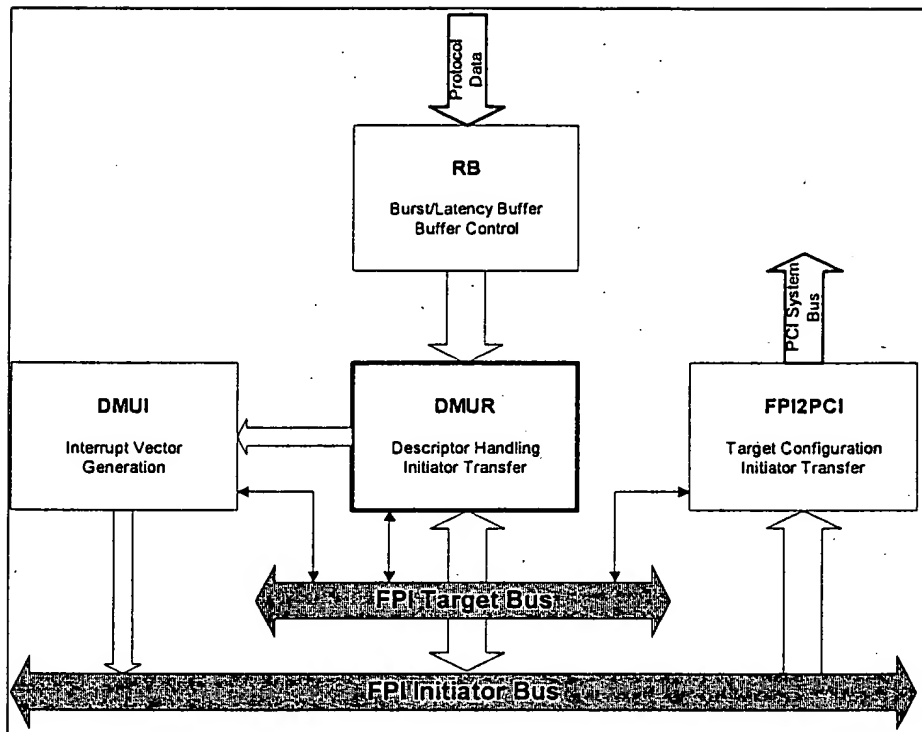 Protocol
Data
RB
Burst/Latency Buffer
Buffer Control
PCI System
Bus
DMUI
Interrupt Vector
Generation
DMUR
Descriptor Handling
Initiator Transfer
FPI2PCI
Target Configuration
Initiator Transfer
FPI Target Bus
FPI Initiator Bus